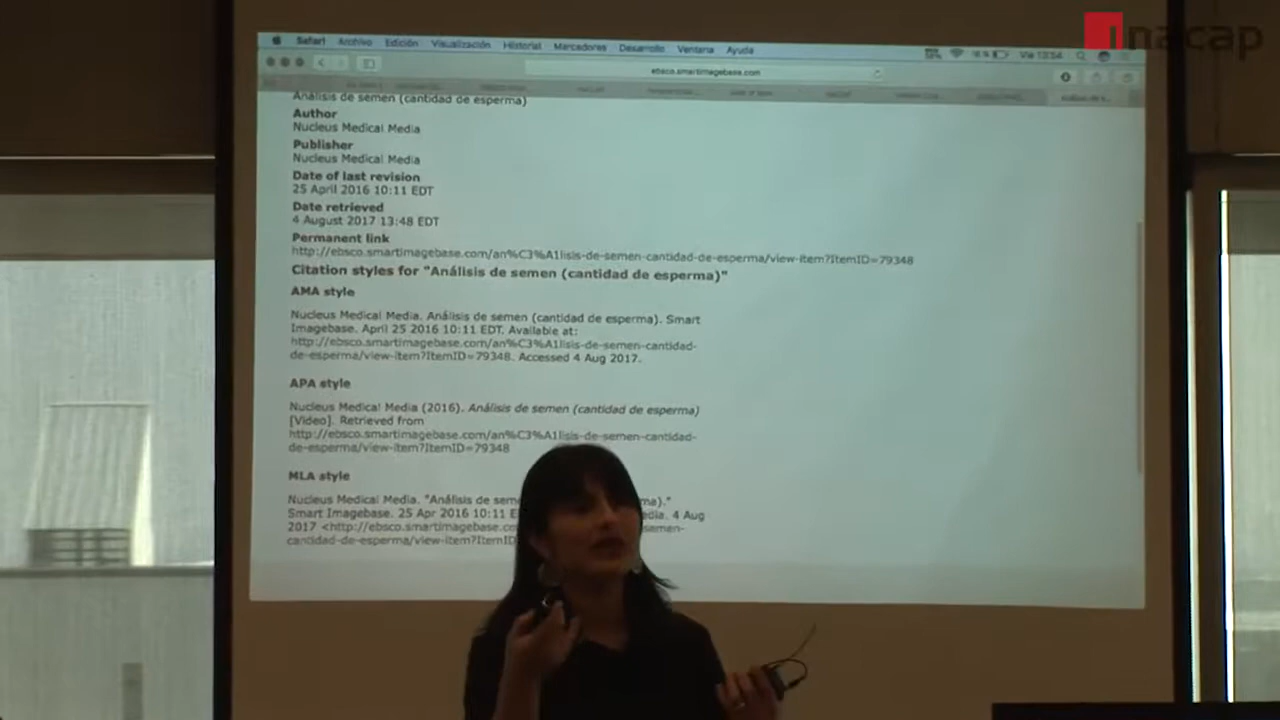 inacap
Safari Archivo Edición Visualización Historial Marcadores Desarrollo Ventana Ayuda
ebsco.smartimagebase.com
Análisis de semen (cantidad de esperma)
Author
Nucleus Medical Media
Publisher
Nucleus Medical Media
Date of last revision
25 April 2016 10:11 EDT
Date retrieved
4 August 2017 13:48 EDT
Permanent link
http://ebsco.smartimagebase.com/an%C3%A1lisis-de-semen-cantidad-de-esperma/view-item?ItemID=79348
Citation styles for "Análisis de semen (cantidad de esperma)"
AMA style
Nucleus Medical Media. Análisis de semen (cantidad de esperma). Smart
Imagebase. April 25 2016 10:11 EDT. Available at:
http://ebsco.smartimagebase.com/an%C3%A1lisis-de-semen-cantidad-
de-esperma/view-item?ItemID=79348. Accessed 4 Aug 2017.
APA style
Nucleus Medical Media (2016). Análisis de semen (cantidad de esperma)
[Video]. Retrieved from
http://ebsco.smartimagebase.com/an%C3%A1lisis-de-semen-cantidad-
de-esperma/view-item?ItemID=79348
MLA style
Nucleus Medical Media. "Análisis de sem ma)."
Smart Imagebase. 25 Apr 2016 10:11 E edia. 4 Aug
2017 <http://ebsco.smartimagebase.co semen-
cantidad-de-esperma/view-item?ItemID